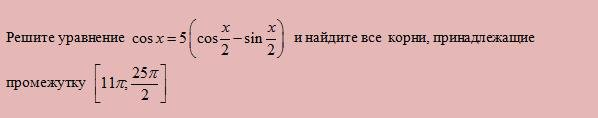 Решите уравнение cos x = 5(cos x/2 − sin x/2) и найдите все корни, принадлежащие
промежутку [11π; 25π/2]